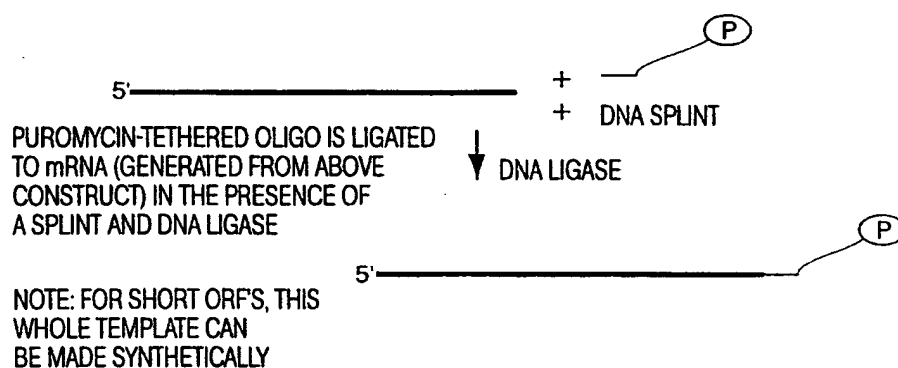 P
5'
+
+ DNA SPLINT
PUROMYCIN-TETHERED OLIGO IS LIGATED
TO mRNA (GENERATED FROM ABOVE
CONSTRUCT) IN THE PRESENCE OF
A SPLINT AND DNA LIGASE
DNA LIGASE
P
5'
NOTE: FOR SHORT ORF'S, THIS
WHOLE TEMPLATE CAN
BE MADE SYNTHETICALLY